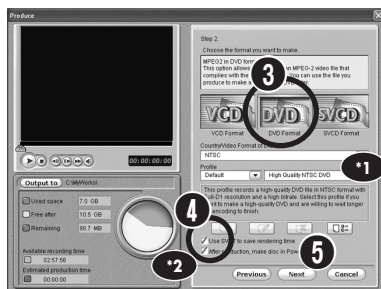 Produce
Step 2.
Choose the format you want to make.
MPEG2 in DVD form
This option allows MPEG-2 video file that
complies with the You can use the file you
produce to make a
3
VCD
DVD
SVCD
VCD Format
DVD Format
SVCD Format
Country/Video Format of
NTSC
*1
Profile
Default
High Quality NTSC DVD
This profile records a high-quality DVD file in NTSC format with
full-D1 resolution and a high bitrate. Select this profile if you
want to make a high-quality DVD and are willing to wait longer
encoding to finish.
00:00:00:00
Output to
C:\MyWorks\
Used space
7.0 GB
Free after
10.5 GB
Remaining
98.7 MB
Available recording time
02:57:56
Estimated production time
00:00:00
4
*2
Use to save rendering time
After production, make disc in Pow
5
Previous
Next
Cancel